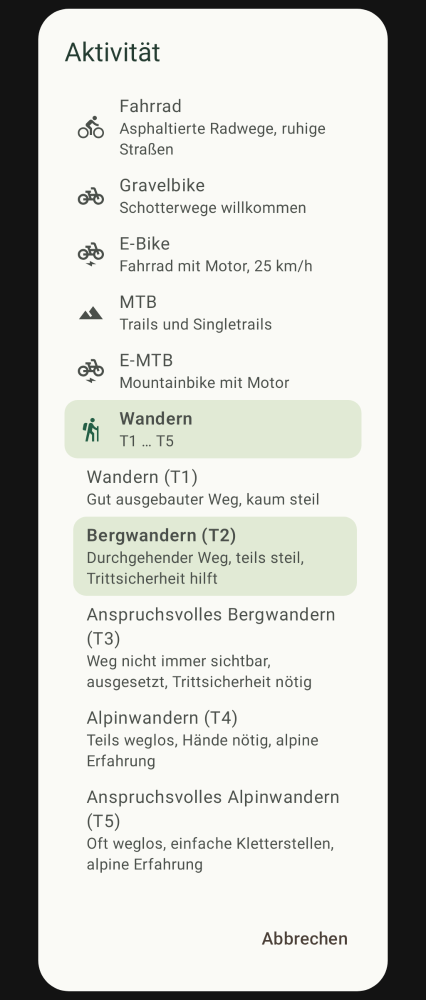 Aktivität
Fahrrad
Asphaltierte Radwege, ruhige
Straßen
Gravelbike
Schotterwege willkommen
E-Bike
Fahrrad mit Motor, 25 km/h
MTB
Trails und Singletrails
E-MTB
Mountainbike mit Motor
Wandern
T1 … T5
Wandern (T1)
Gut ausgebauter Weg, kaum steil
Bergwandern (T2)
Durchgehender Weg, teils steil,
Trittsicherheit hilft
Anspruchsvolles Bergwandern
(T3)
Weg nicht immer sichtbar,
ausgesetzt, Trittsicherheit nötig
Alpinwandern (T4)
Teils weglos, Hände nötig, alpine
Erfahrung
Anspruchsvolles Alpinwandern
(T5)
Oft weglos, einfache Kletterstellen,
alpine Erfahrung
Abbrechen